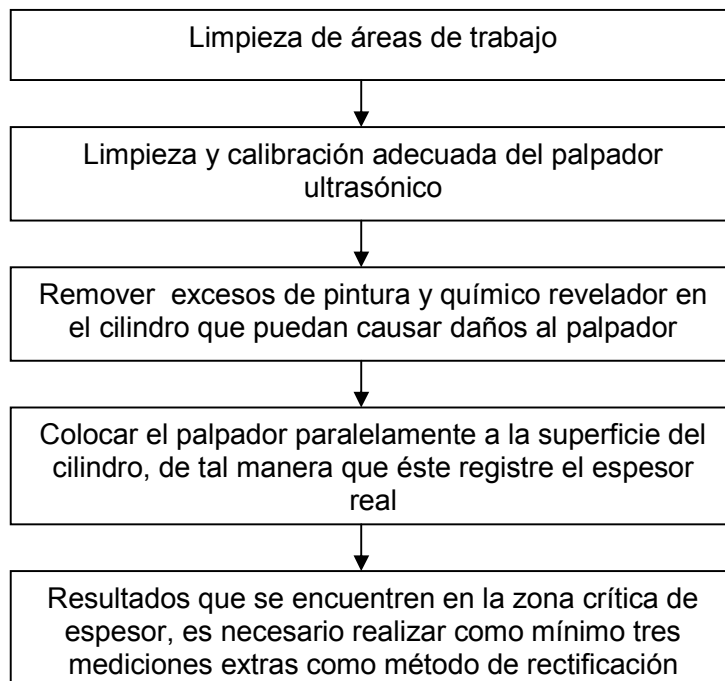 Limpieza de áreas de trabajo
Limpieza y calibración adecuada del palpador
ultrasónico
Remover  excesos de pintura y químico revelador en
el cilindro que puedan causar daños al palpador
Colocar el palpador paralelamente a la superficie del
cilindro, de tal manera que éste registre el espesor
real
Resultados que se encuentren en la zona crítica de
espesor, es necesario realizar como mínimo tres
mediciones extras como método de rectificación